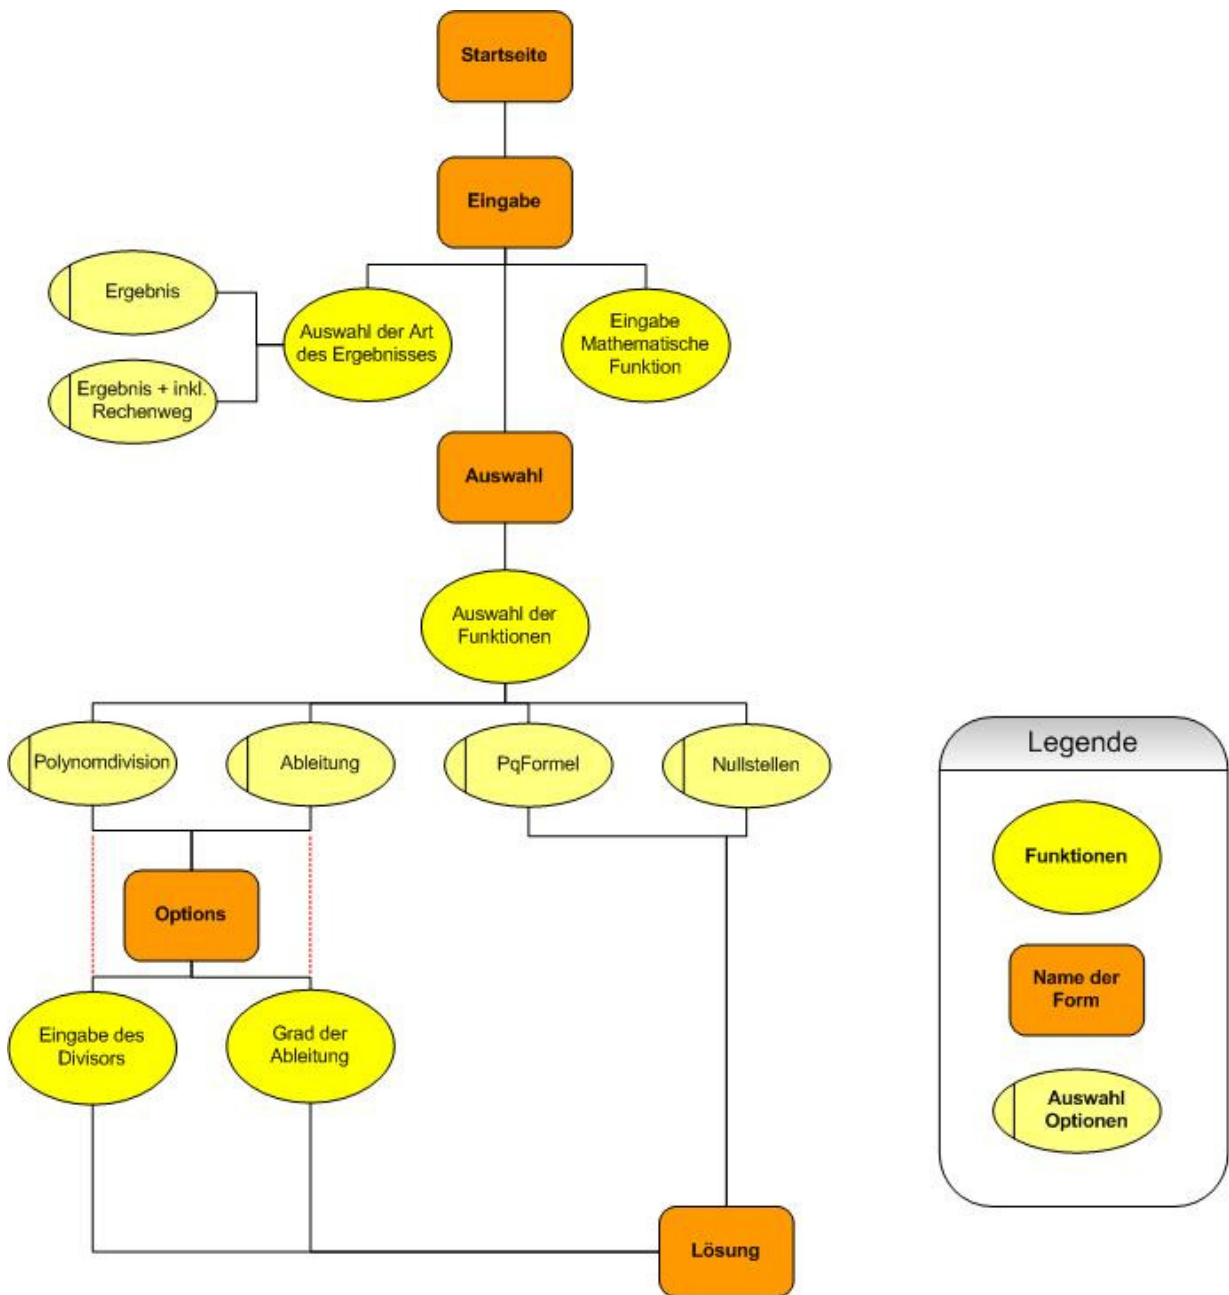 Startseite
Eingabe
Ergebnis
Auswahl der Art
des Ergebnisses
Eingabe
Mathematische
Funktion
Ergebnis + inkl.
Rechenweg
Auswahl
Auswahl der
Funktionen
Polynomdivision
Ableitung
PqFormel
Nullstellen
Options
Eingabe des
Divisors
Grad der
Ableitung
Lösung
Legende
Funktionen
Name der
Form
Auswahl
Optionen